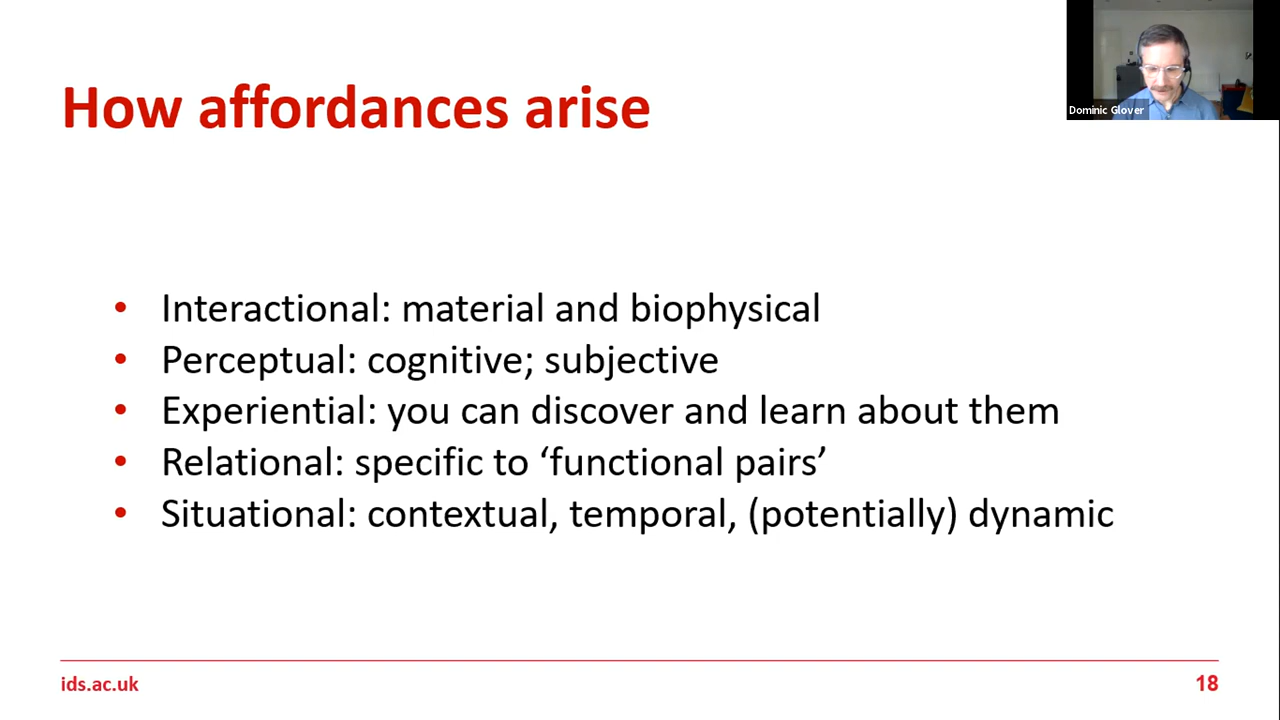 How affordances arise
Dominic Glover
• Interactional: material and biophysical
• Perceptual: cognitive; subjective
• Experiential: you can discover and learn about them
• Relational: specific to ‘functional pairs’
• Situational: contextual, temporal, (potentially) dynamic
ids.ac.uk
18